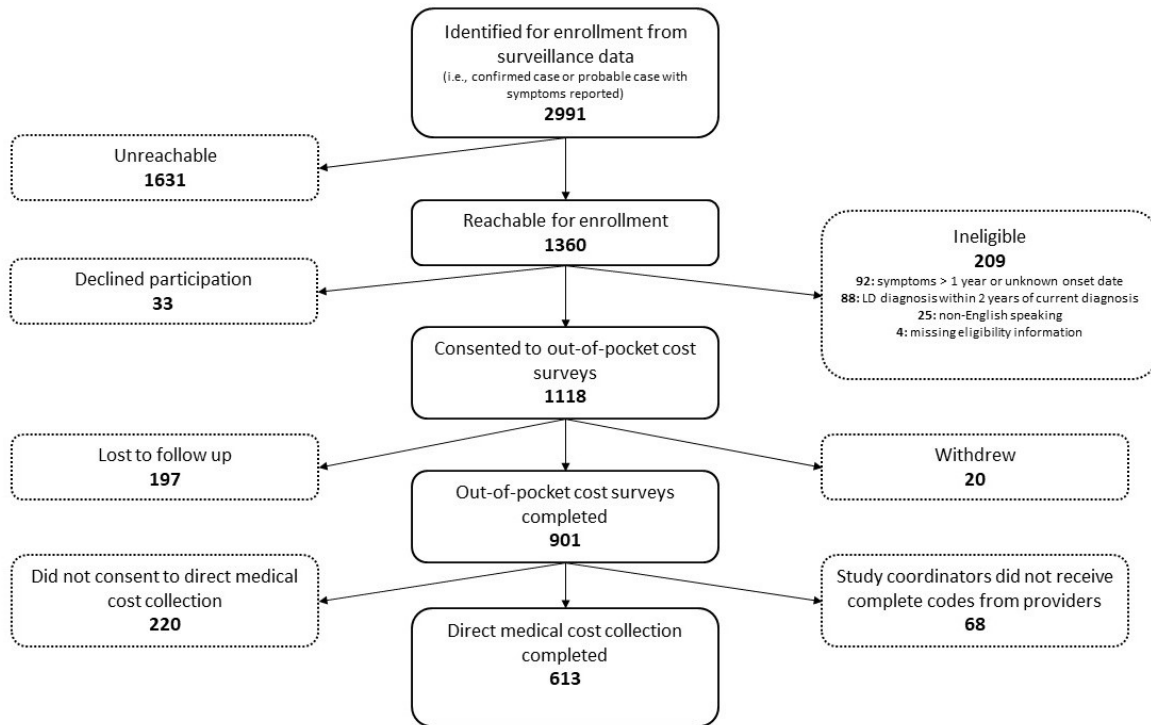 Identified for enrollment from
surveillance data
(i.e., confirmed case or probable case with
symptoms reported)
2991
Unreachable
1631
Reachable for enrollment
1360
Declined participation
33
Ineligible
209
92: symptoms > 1 year or unknown onset date
88: LD diagnosis within 2 years of current diagnosis
25: non-English speaking
4: missing eligibility information
Consented to out-of-pocket cost
surveys
1118
Lost to follow up
197
Withdrew
20
Out-of-pocket cost surveys
completed
901
Did not consent to direct medical
cost collection
220
Study coordinators did not receive
complete codes from providers
68
Direct medical cost collection
completed
613